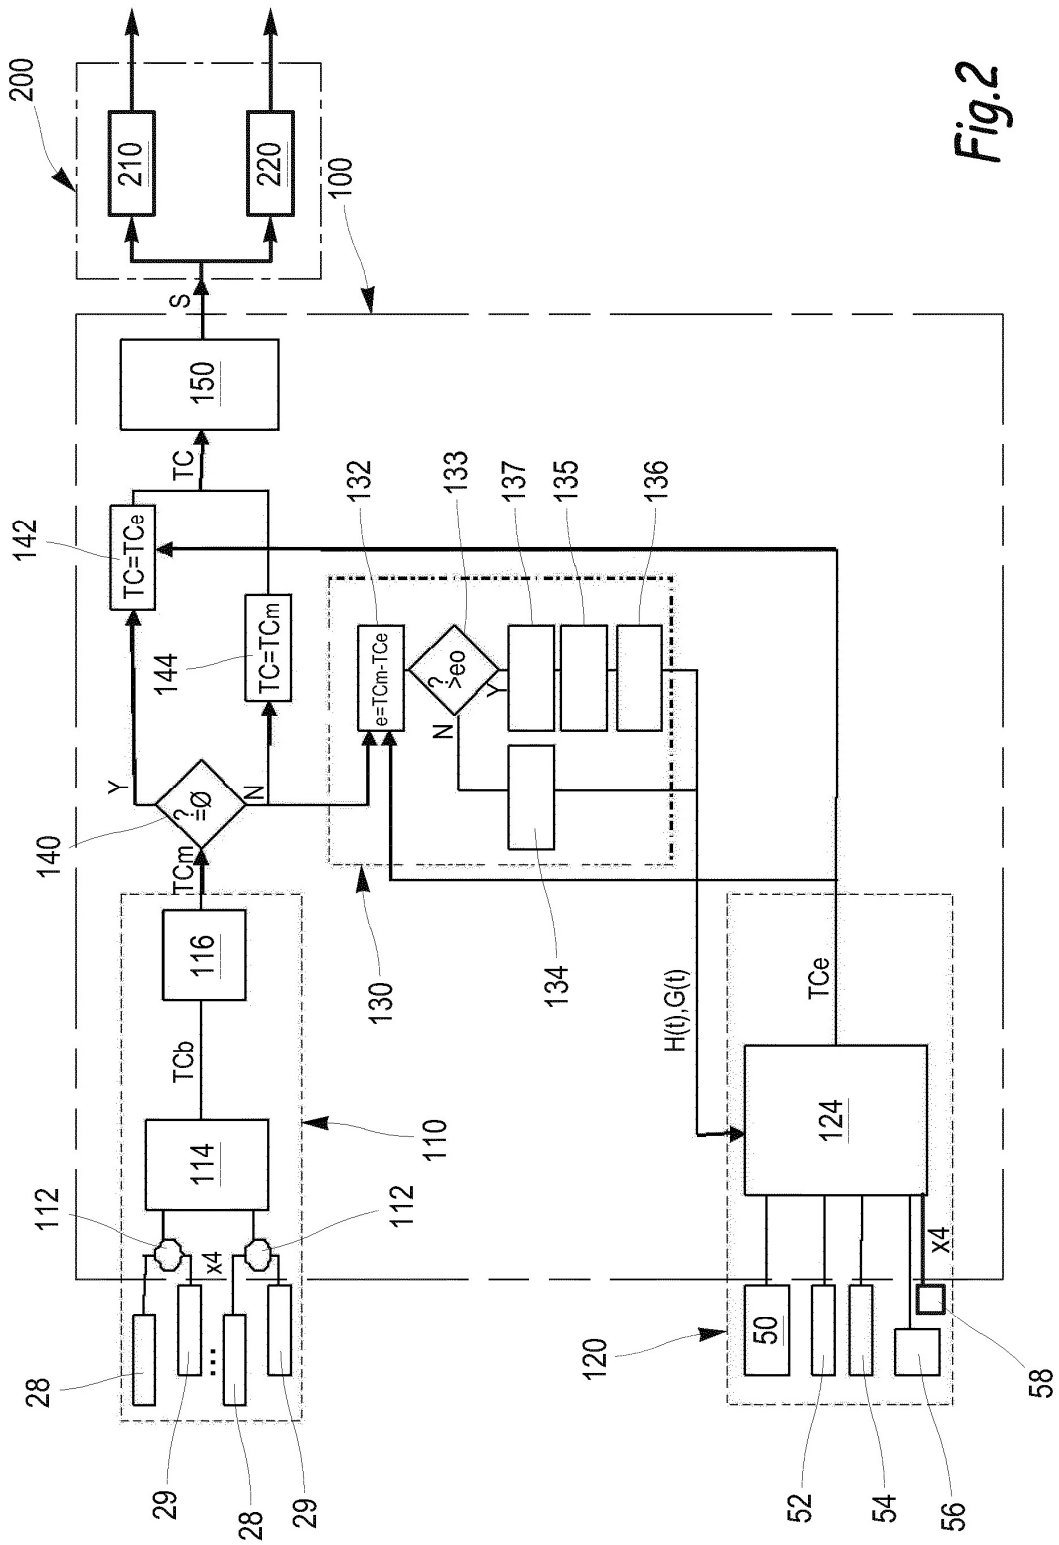 200
210
220
100
S
150
TC
142
TC=TCe
144
TC=TCm
132
133
137
135
136
e=TCm-TCe
?
>eo
Y
N
134
130
Y
N
?
=Ø
140
TCm
116
TCb
114
110
112
112
x4
...
28
29
28
29
H(t),G(t)
TCe
124
x4
120
50
52
54
56
58
Fig.2